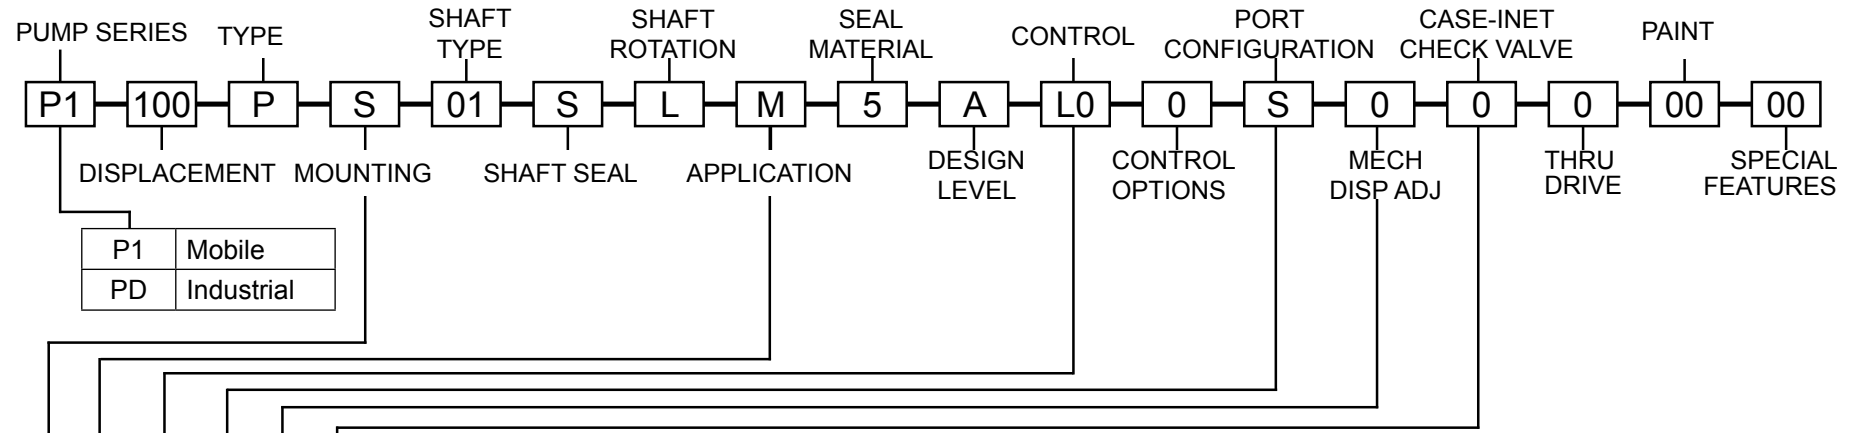 PUMP SERIES
TYPE
SHAFT
TYPE
SHAFT
ROTATION
SEAL
MATERIAL
CONTROL
PORT
CONFIGURATION
CASE-INET
CHECK VALVE
PAINT
P1 100 P S 01 S L M 5 A L0 0 S 0 0 0 00 00
DISPLACEMENT
MOUNTING
SHAFT SEAL
APPLICATION
DESIGN
LEVEL
CONTROL
OPTIONS
MECH
DISP ADJ
THRU
DRIVE
SPECIAL
FEATURES
P1 Mobile
PD Industrial